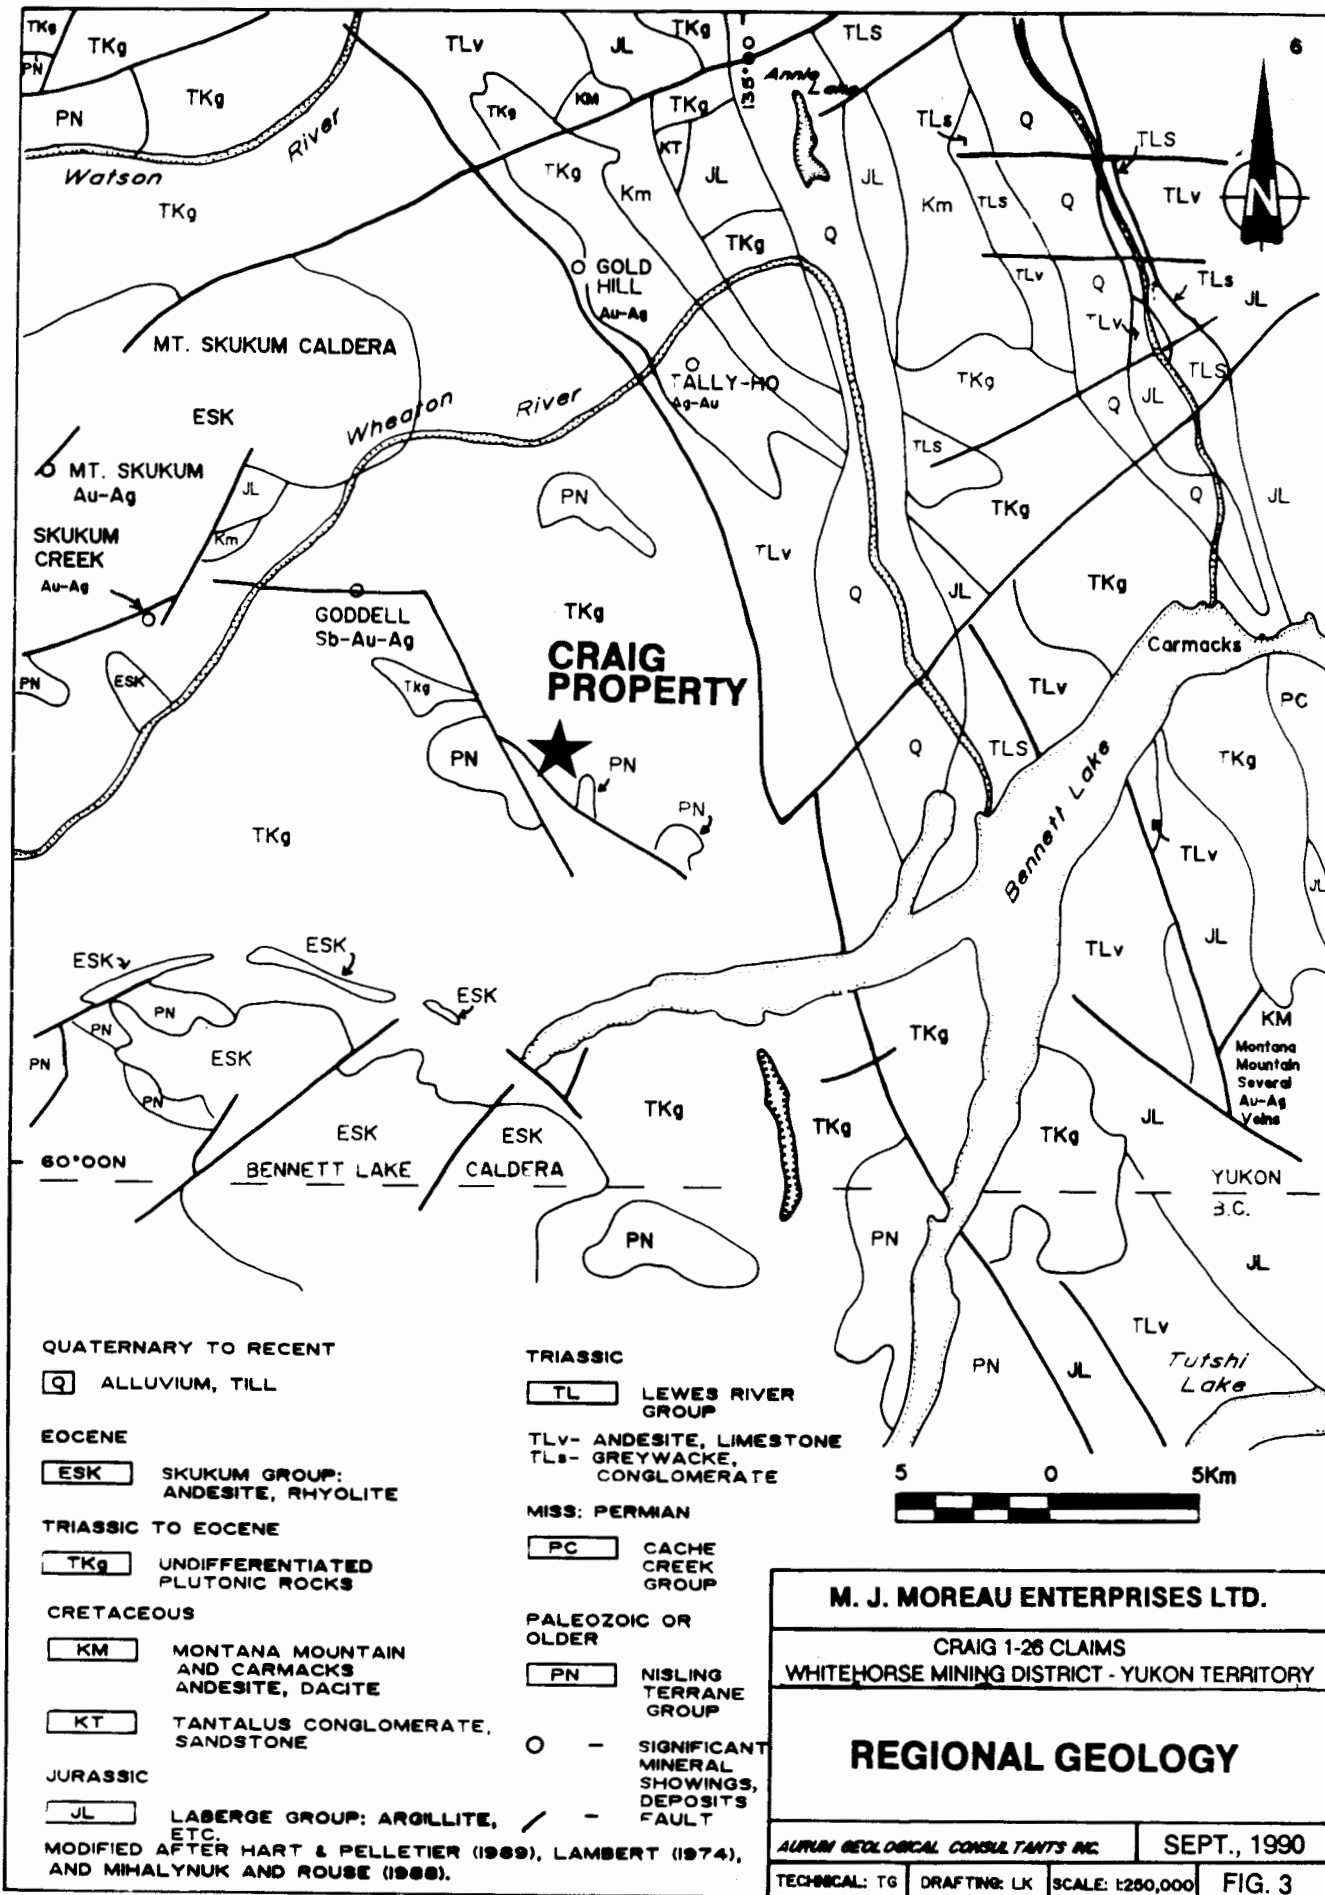 6
TKg
TKg
PN
TKg
PN
TLv
JL
TKg
TLS
Annie
Lake
Watson
River
TKg
TKg
KM
TKg
KT
JL
TKg
Km
TKg
JL
Km
TLs
TLS
Q
TLS
TLv
Q
N
Q
GOLD
HILL
Au-Ag
TLv
Q
TLs
JL
TLv
MT. SKUKUM CALDERA
TALLY-HO
Ag-Au
TKg
TLS
JL
Q
ESK
Wheaton
River
MT. SKUKUM
Au-Ag
JL
Km
PN
TLS
TKg
Q
JL
SKUKUM
CREEK
Au-Ag
TLv
Q
JL
TKg
GODDELL
Sb-Au-Ag
TKg
CRAIG
PROPERTY
Carmacks
PN
ESK
TKg
TLv
PC
PN
PN
PN
Q
TLS
TKg
Bennett Lake
TKg
TLv
JL
ESK
ESK
ESK
PN
PN
ESK
PN
PN
TLv
JL
TKg
KM
Montana
Mountain
Several
Au-Ag
Veins
TKg
TKg
TKg
JL
ESK
ESK
60°00N
BENNETT LAKE
CALDERA
YUKON
B.C.
PN
PN
JL
TLv
PN
JL
Tutshi
Lake
QUATERNARY TO RECENT
Q ALLUVIUM, TILL
EOCENE
ESK SKUKUM GROUP:
ANDESITE, RHYOLITE
TRIASSIC TO EOCENE
TKg UNDIFFERENTIATED
PLUTONIC ROCKS
CRETACEOUS
KM MONTANA MOUNTAIN
AND CARMACKS
ANDESITE, DACITE
KT TANTALUS CONGLOMERATE,
SANDSTONE
JURASSIC
JL LABERGE GROUP: ARGILLITE,
ETC.
MODIFIED AFTER HART & PELLETIER (1989), LAMBERT (1974),
AND MIHALYNUK AND ROUSE (1988).
TRIASSIC
TL LEWES RIVER
GROUP
TLv- ANDESITE, LIMESTONE
TLs- GREYWACKE,
CONGLOMERATE
MISS: PERMIAN
PC CACHE
CREEK
GROUP
PALEOZOIC OR
OLDER
PN NISLING
TERRANE
GROUP
O - SIGNIFICANT
MINERAL
SHOWINGS,
DEPOSITS
/ - FAULT
5 0 5Km
M. J. MOREAU ENTERPRISES LTD.
CRAIG 1-26 CLAIMS
WHITEHORSE MINING DISTRICT - YUKON TERRITORY
REGIONAL GEOLOGY
AURUM GEOLOGICAL CONSULTANTS INC.
SEPT., 1990
TECHNICAL: TG
DRAFTING: LK
SCALE: 1:250,000
FIG. 3